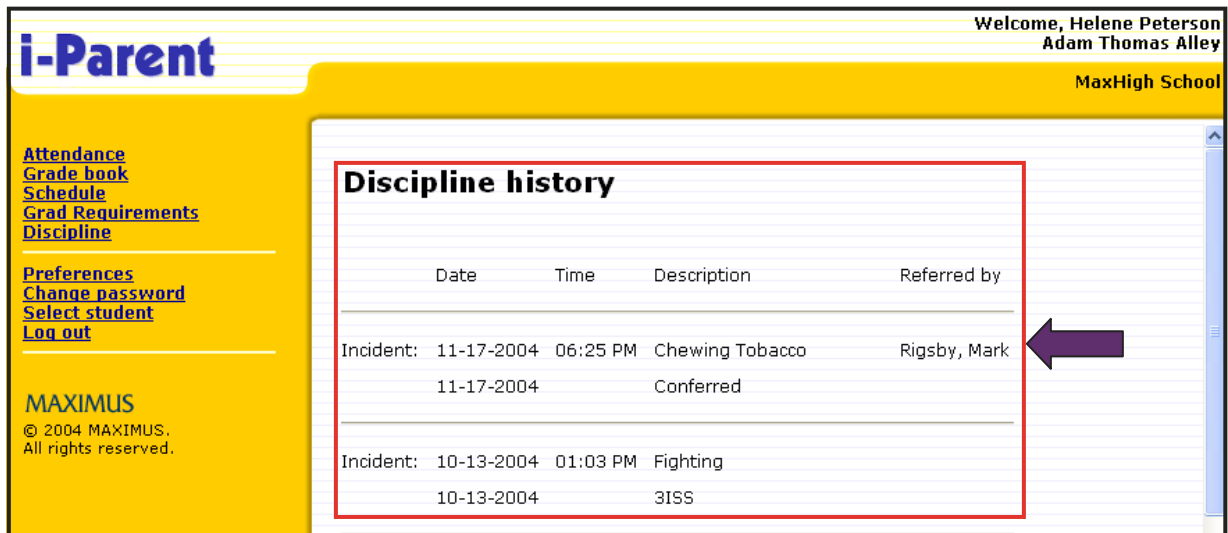 i-Parent
Welcome, Helene Peterson
Adam Thomas Alley
MaxHigh School
Attendance
Grade book
Schedule
Grad Requirements
Discipline
Preferences
Change password
Select student
Log out
MAXIMUS
© 2004 MAXIMUS.
All rights reserved.
Discipline history
Date Time Description Referred by
Incident: 11-17-2004 06:25 PM Chewing Tobacco Rigsby, Mark
11-17-2004 Conferred
Incident: 10-13-2004 01:03 PM Fighting
10-13-2004 3ISS